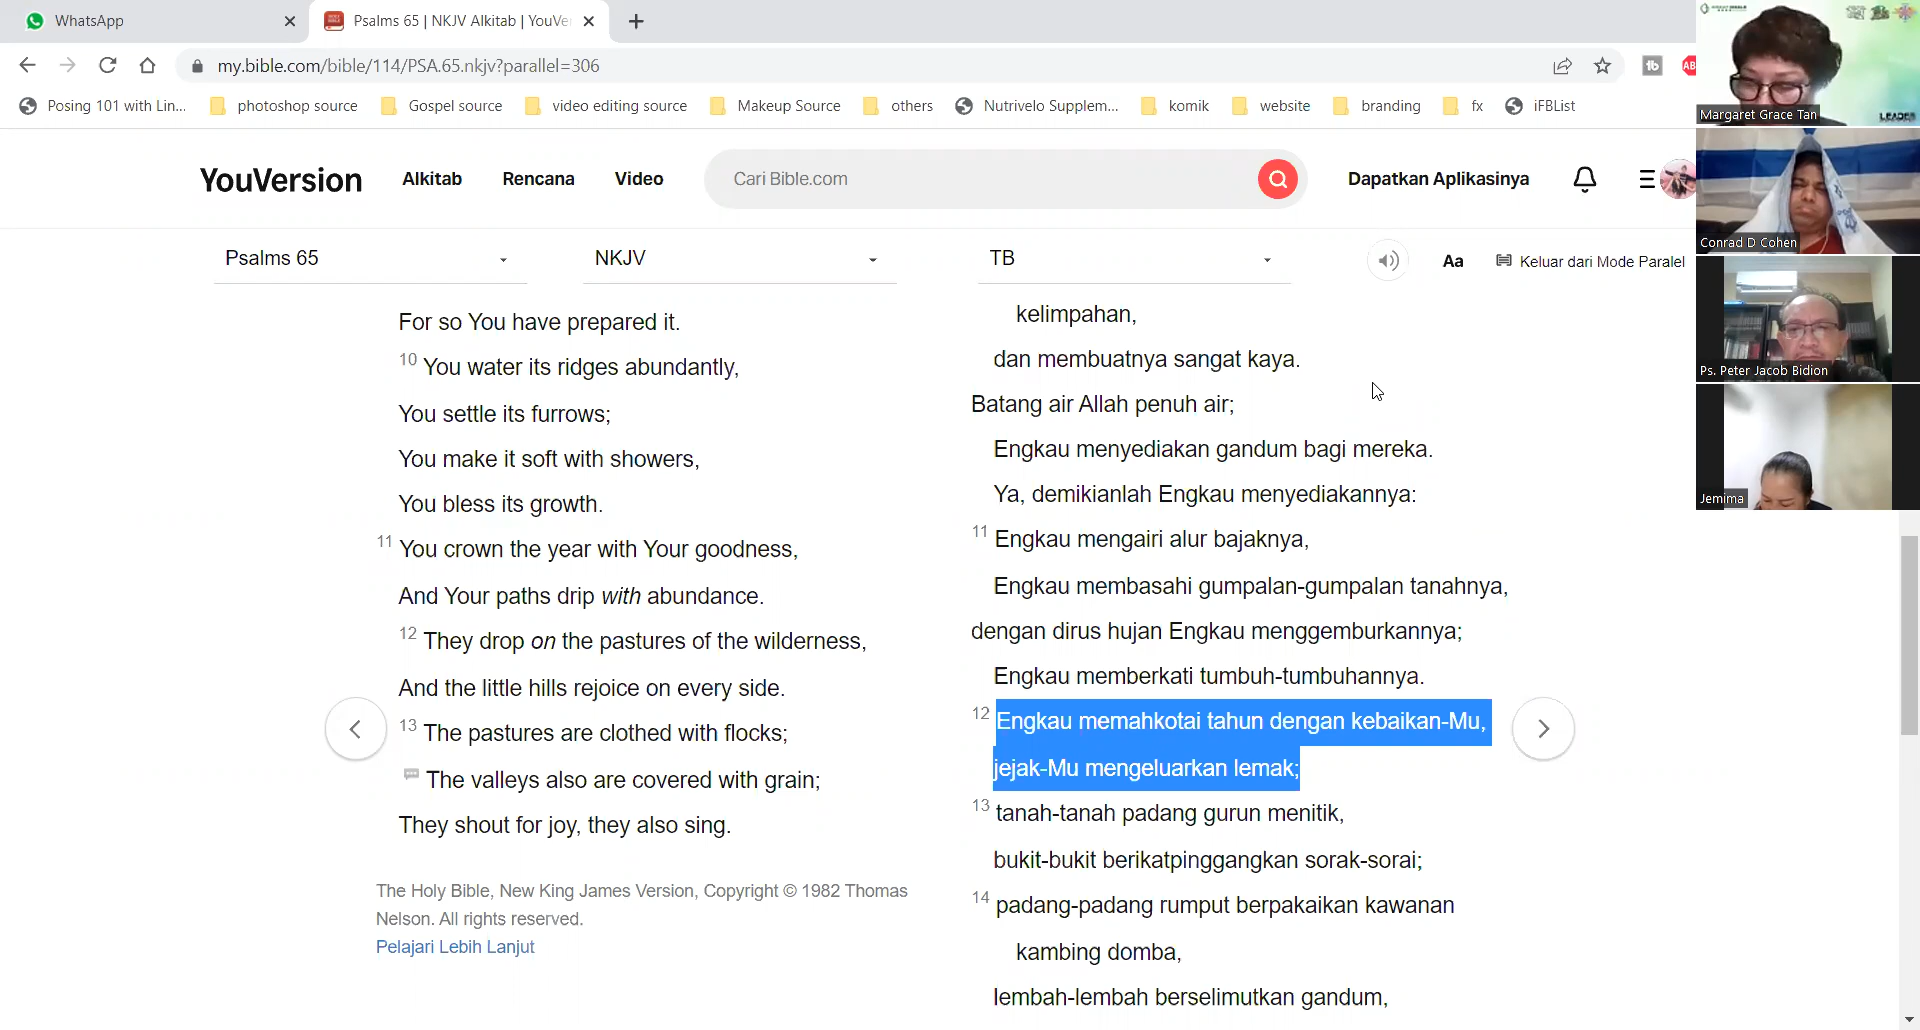 WhatsApp
Psalms 65 | NKJV Alkitab | YouVe
my.bible.com/bible/114/PSA.65.nkjv?parallel=306
Posing 101 with Lin...
photoshop source
Gospel source
video editing source
Makeup Source
others
Nutrivelo Supplem...
komik
website
branding
fx
iFBList
YouVersion
Alkitab
Rencana
Video
Cari Bible.com
Dapatkan Aplikasinya
Psalms 65
NKJV
TB
Aa
Keluar dari Mode Paralel
For so You have prepared it.
10 You water its ridges abundantly,
You settle its furrows;
You make it soft with showers,
You bless its growth.
11 You crown the year with Your goodness,
And Your paths drip with abundance.
12 They drop on the pastures of the wilderness,
And the little hills rejoice on every side.
13 The pastures are clothed with flocks;
The valleys also are covered with grain;
They shout for joy, they also sing.
The Holy Bible, New King James Version, Copyright © 1982 Thomas
Nelson. All rights reserved.
Pelajari Lebih Lanjut
kelimpahan,
dan membuatnya sangat kaya.
Batang air Allah penuh air;
Engkau menyediakan gandum bagi mereka.
Ya, demikianlah Engkau menyediakannya:
11 Engkau mengairi alur bajaknya,
Engkau membasahi gumpalan-gumpalan tanahnya,
dengan dirus hujan Engkau menggemburkannya;
Engkau memberkati tumbuh-tumbuhannya.
12 Engkau memahkotai tahun dengan kebaikan-Mu,
jejak-Mu mengeluarkan lemak;
13 tanah-tanah padang gurun menitik,
bukit-bukit berikatpinggangkan sorak-sorai;
14 padang-padang rumput berpakaikan kawanan
kambing domba,
lembah-lembah berselimutkan gandum,
Margaret Grace Tan
Conrad D Cohen
Ps. Peter Jacob Bidion
Jemima